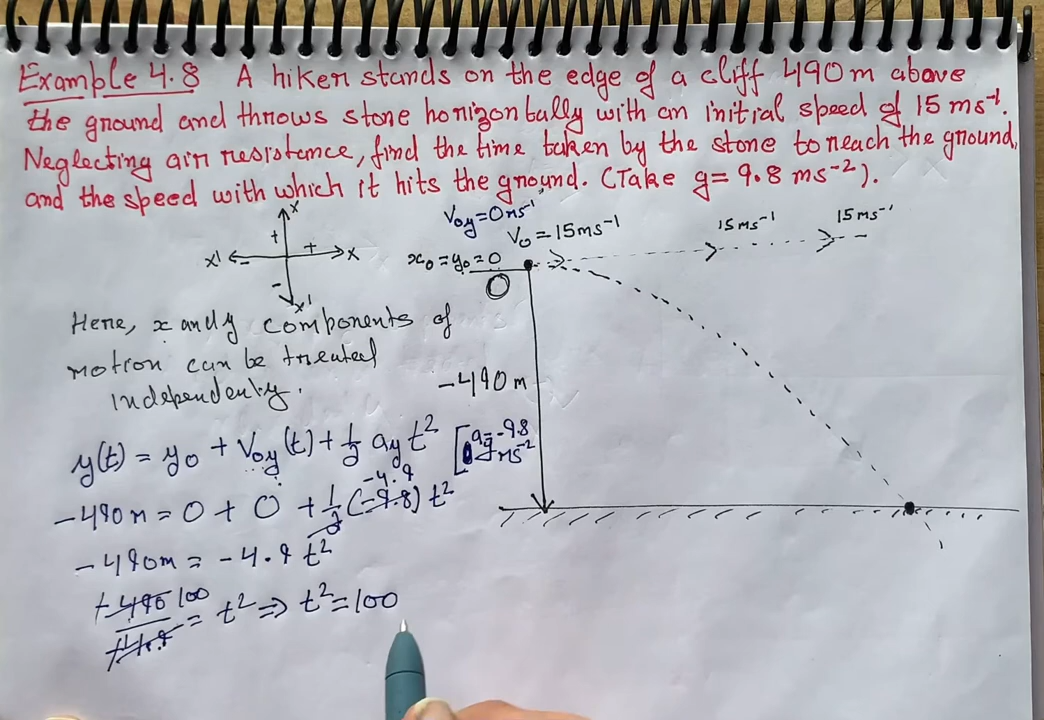 Example 4.8 A hiker stands on the edge of a cliff 490 m above
the ground and throws stone horizontally with an initial speed of 15 ms⁻¹.
Neglecting air resistance, find the time taken by the stone to reach the ground,
and the speed with which it hits the ground. (Take g = 9.8 ms⁻²).
V₀y = 0 ms⁻¹
V₀ = 15 ms⁻¹
15 ms⁻¹
15 ms⁻¹
X
+
+
X' X
-
-
X'
x₀ = y₀ = 0
O
Here, x and y components of
motion can be treated
independently.
-490 m
y(t) = y₀ + V₀y(t) + ½ ay t² [ay = -9.8 ms⁻²
-4.9
-490 m = 0 + 0 + ½ (-9.8) t²
-490 m = -4.9 t²
-490/-4.9 100 = t² ⇒ t² = 100